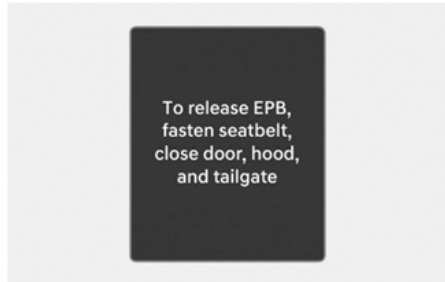 To release EPB,
fasten seatbelt,
close door, hood,
and tailgate